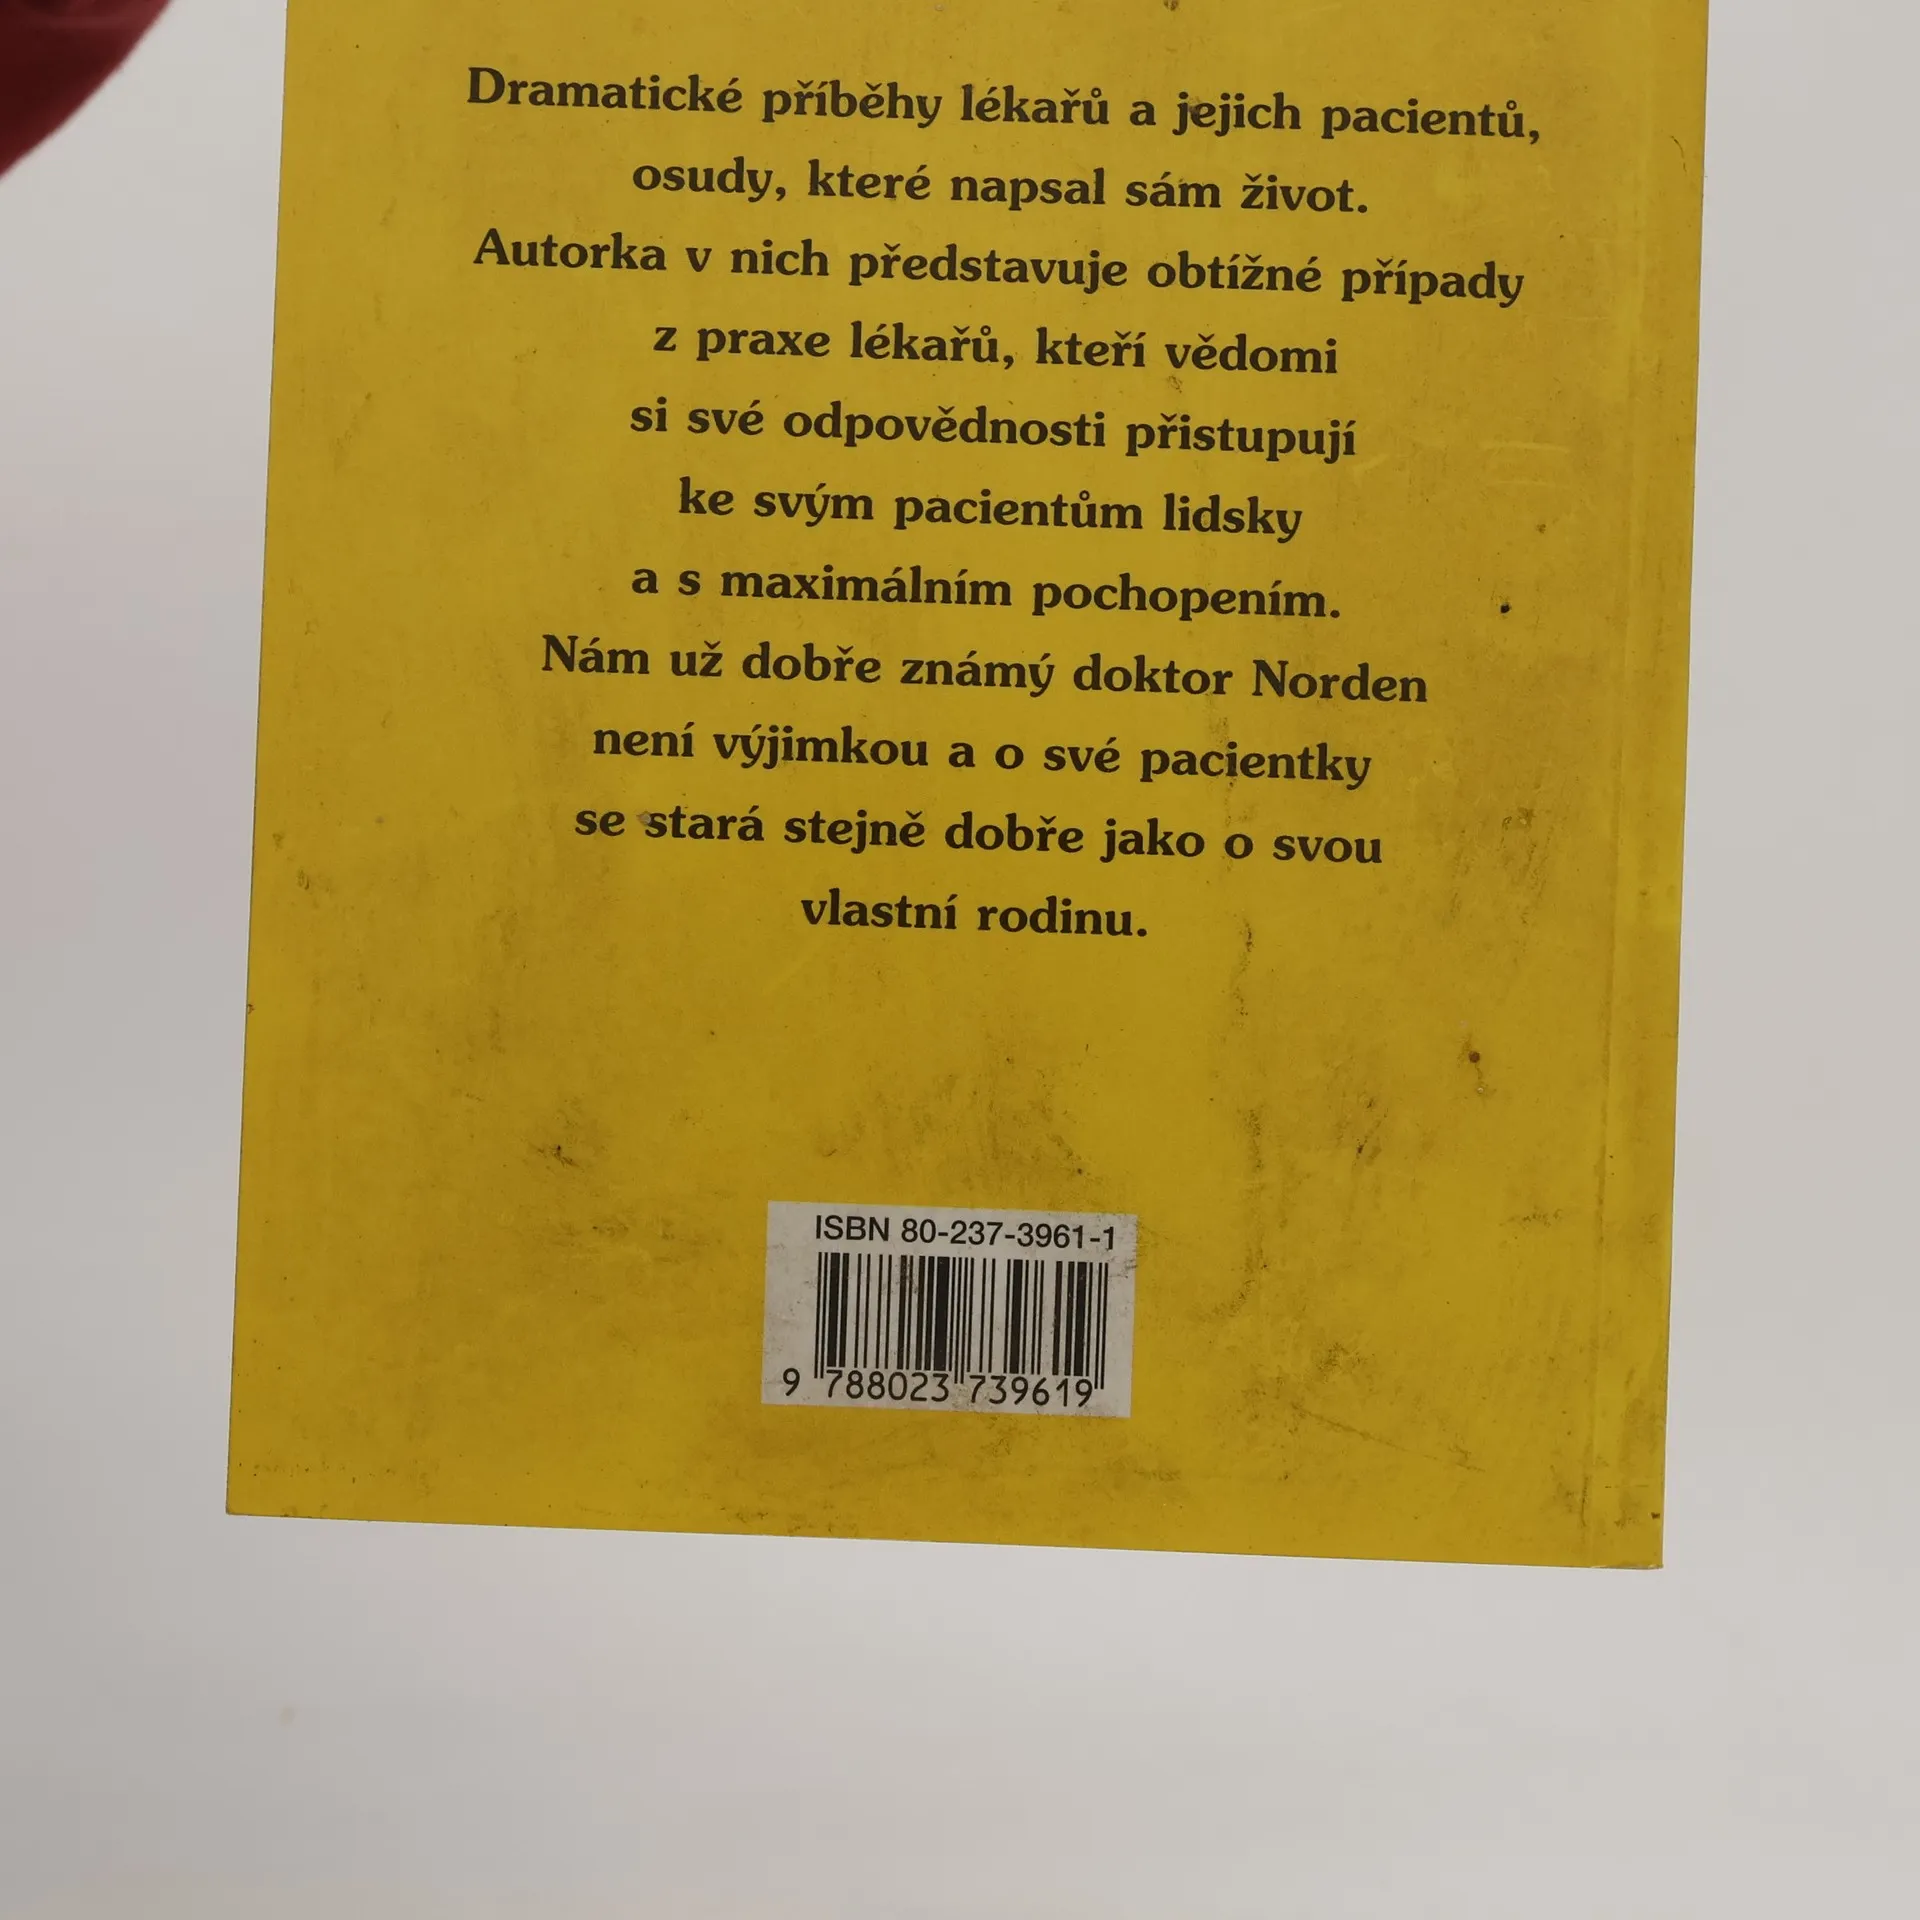 Dramatické příběhy lékařů a jejich pacientů,
osudy, které napsal sám život.
Autorka v nich představuje obtížné případy
z praxe lékařů, kteří vědomi
si své odpovědnosti přistupují
ke svým pacientům lidsky
a s maximálním pochopením.
Nám už dobře známý doktor Norden
není výjimkou a o své pacientky
se stará stejně dobře jako o svou
vlastní rodinu.
ISBN 80-237-3961-1
9 788023 739619